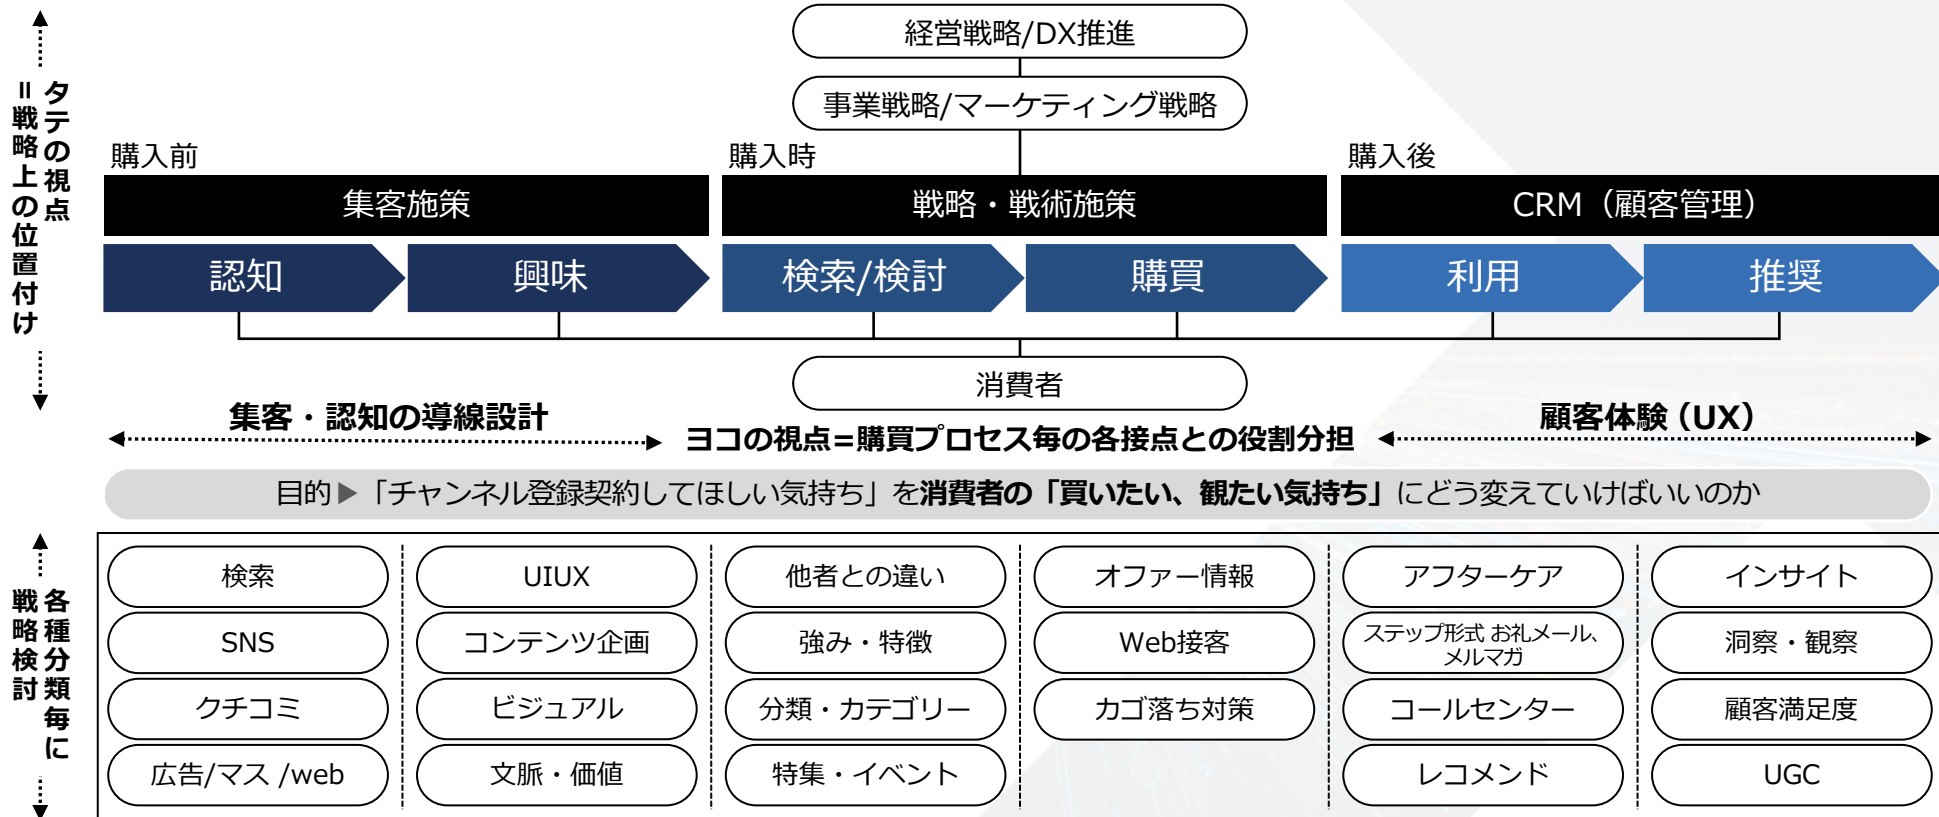 経営戦略/DX推進
事業戦略/マーケティング戦略
タテの視点
=戦略上の位置付け
購入前
購入時
購入後
集客施策
戦略・戦術施策
CRM（顧客管理）
認知
興味
検索/検討
購買
利用
推奨
消費者
集客・認知の導線設計
ヨコの視点=購買プロセス毎の各接点との役割分担
顧客体験（UX）
目的▶「チャンネル登録契約してほしい気持ち」を消費者の「買いたい、観たい気持ち」にどう変えていけばいいのか
各種分類毎に
戦略検討
検索
SNS
クチコミ
広告/マス /web
UIUX
コンテンツ企画
ビジュアル
文脈・価値
他者との違い
強み・特徴
分類・カテゴリー
特集・イベント
オファー情報
Web接客
カゴ落ち対策
アフターケア
ステップ形式 お礼メール、
メルマガ
コールセンター
レコメンド
インサイト
洞察・観察
顧客満足度
UGC